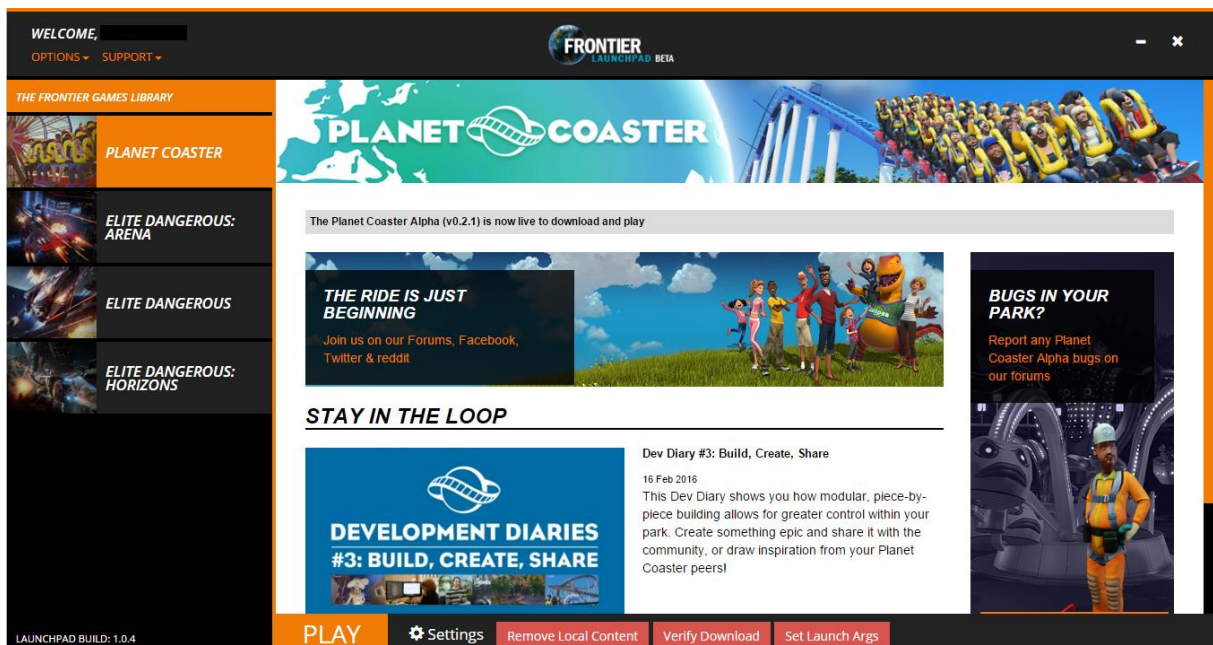 WELCOME,
OPTIONS SUPPORT
FRONTIER
LAUNCHPAD BETA
THE FRONTIER GAMES LIBRARY
PLANET COASTER
ELITE DANGEROUS:
ARENA
ELITE DANGEROUS
ELITE DANGEROUS:
HORIZONS
LAUNCHPAD BUILD: 1.0.4
PLANET COASTER
The Planet Coaster Alpha (v0.2.1) is now live to download and play
THE RIDE IS JUST
BEGINNING
Join us on our Forums, Facebook,
Twitter & reddit
BUGS IN YOUR
PARK?
Report any Planet
Coaster Alpha bugs on
our forums
STAY IN THE LOOP
DEVELOPMENT DIARIES
#3: BUILD, CREATE, SHARE
Dev Diary #3: Build, Create, Share
16 Feb 2016
This Dev Diary shows you how modular, piece-by-
piece building allows for greater control within your
park. Create something epic and share it with the
community, or draw inspiration from your Planet
Coaster peers!
PLAY Settings Remove Local Content Verify Download Set Launch Args